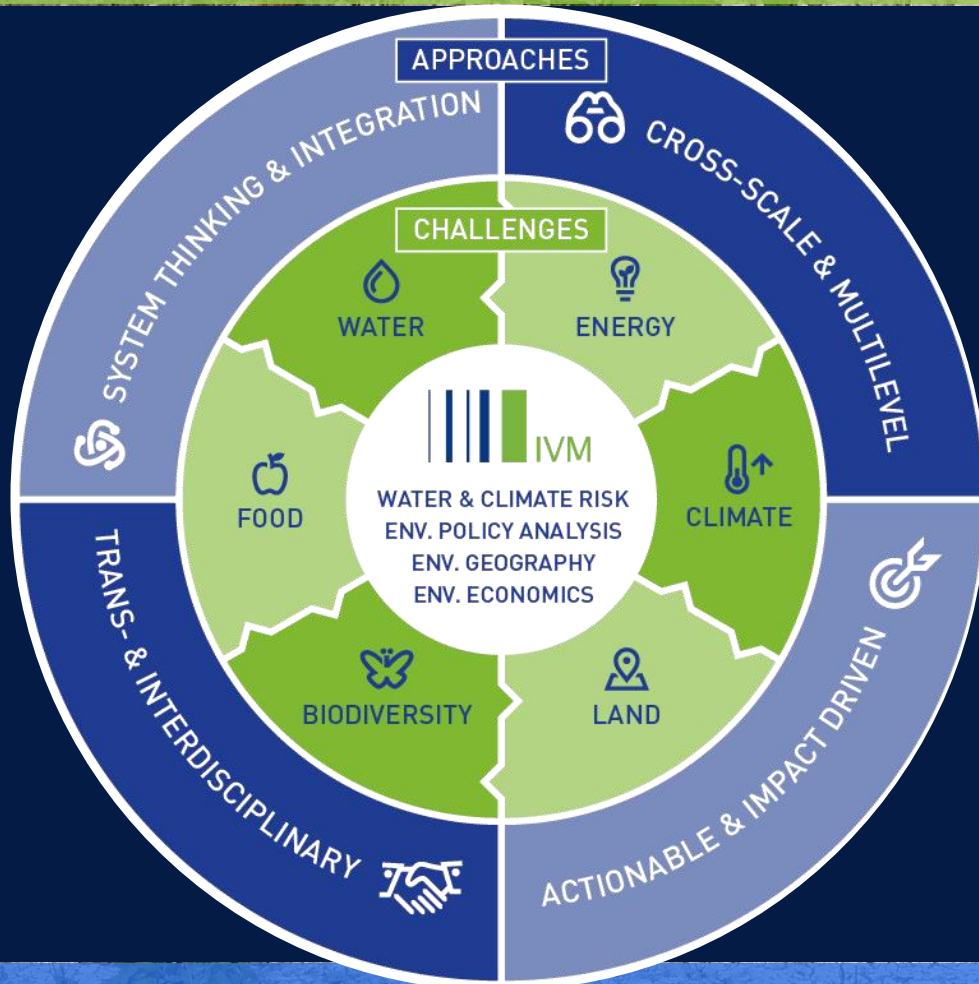 APPROACHES
SYSTEM THINKING & INTEGRATION
CROSS-SCALE & MULTILEVEL
CHALLENGES
WATER
ENERGY
FOOD
CLIMATE
IVM
WATER & CLIMATE RISK
ENV. POLICY ANALYSIS
ENV. GEOGRAPHY
ENV. ECONOMICS
BIODIVERSITY
LAND
TRANS- & INTERDISCIPLINARY
ACTIONABLE & IMPACT DRIVEN